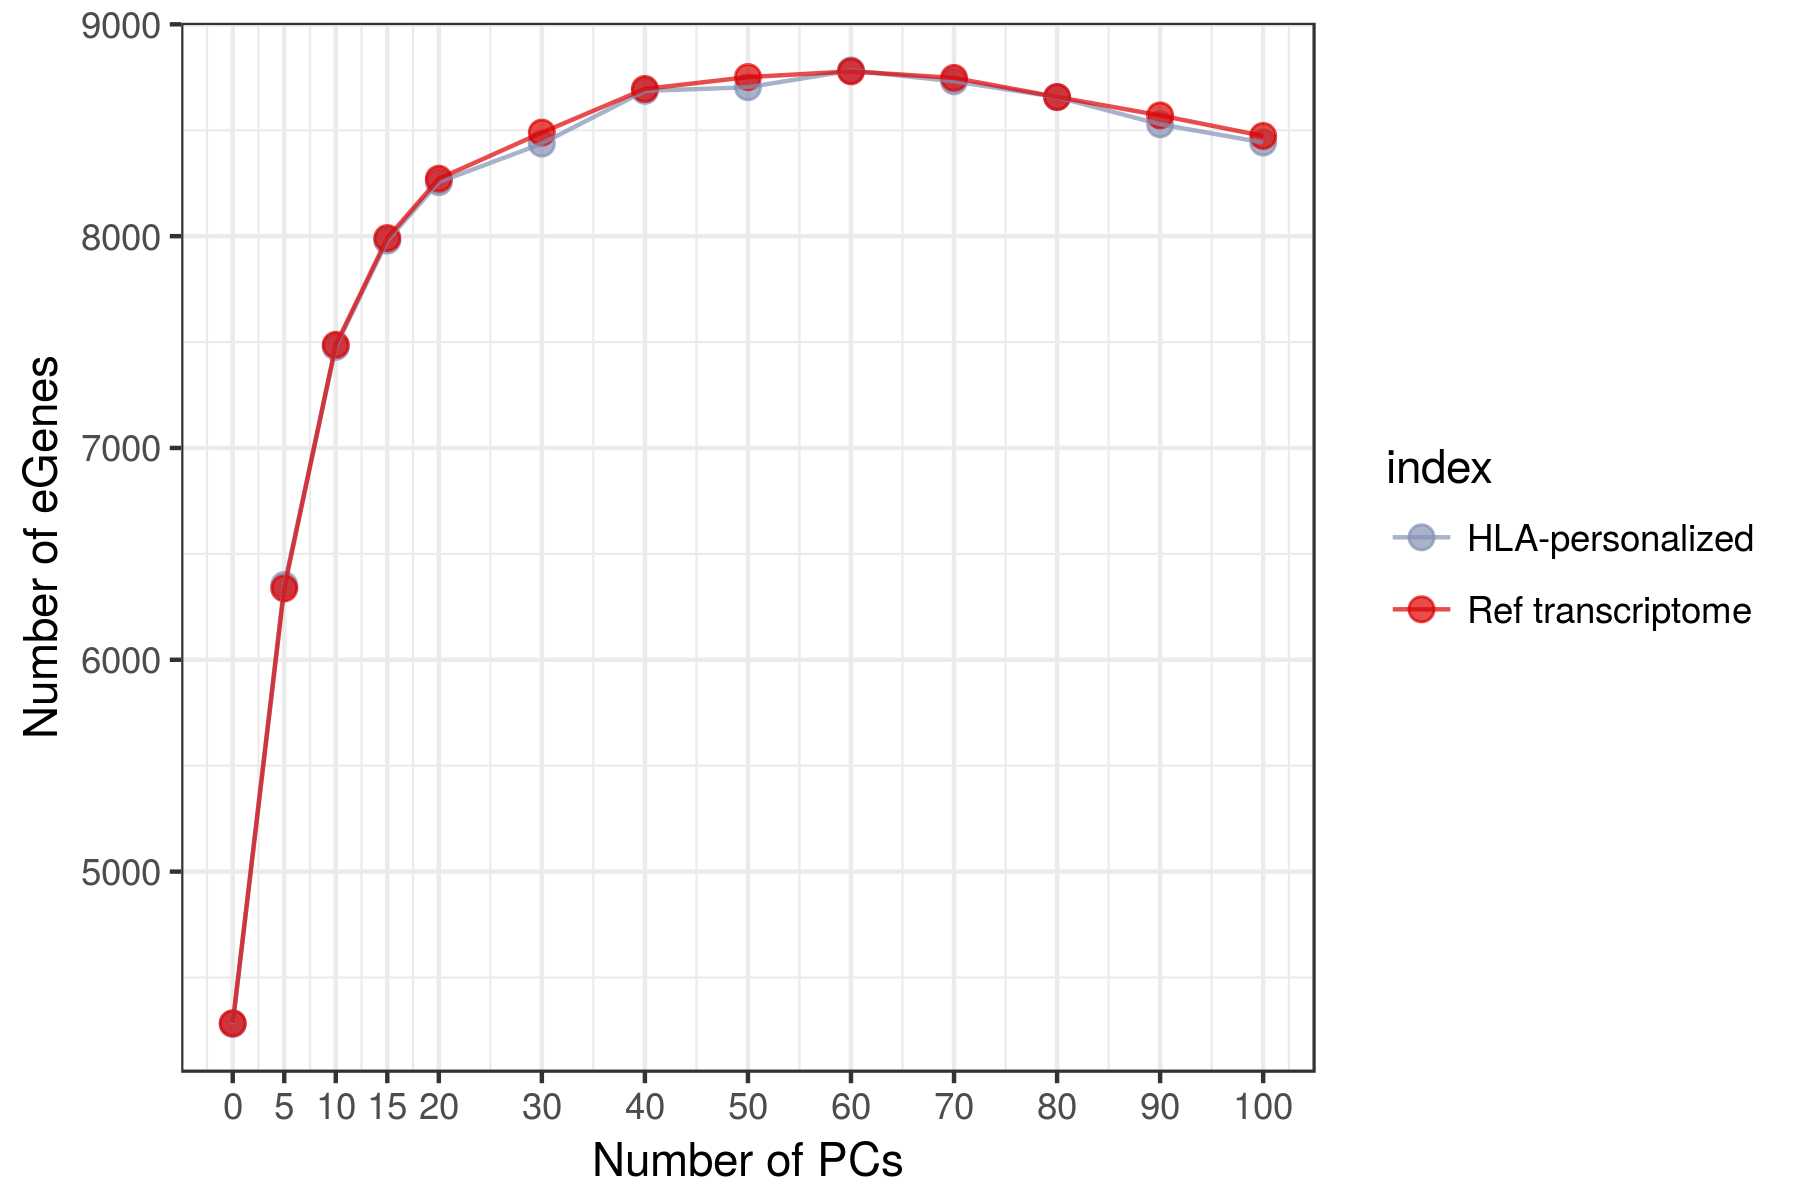 9000
8000
7000
6000
5000
Number of eGenes
0 5 10 15 20 30 40 50 60 70 80 90 100
Number of PCs
index
HLA-personalized
Ref transcriptome